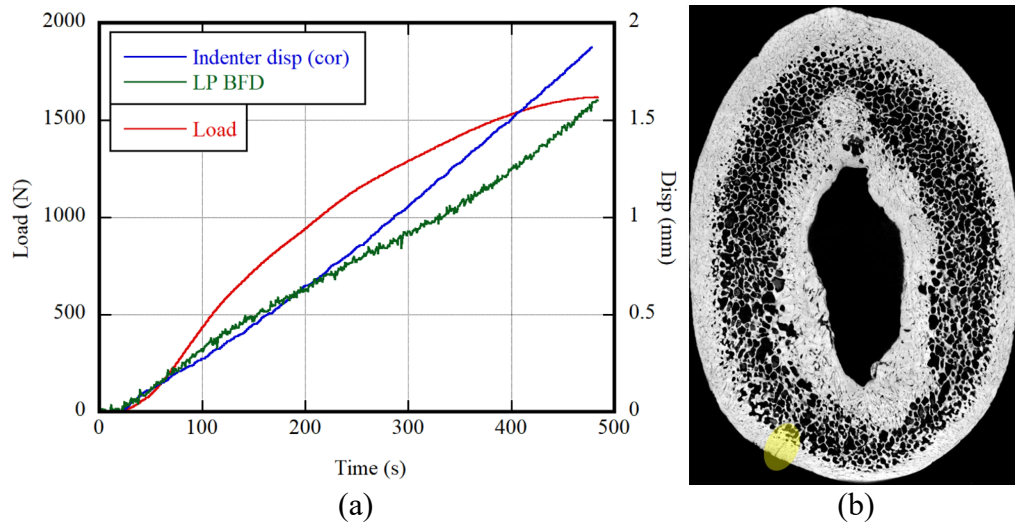 2000
1500
1000
500
0
Load (N)
Indenter disp (cor)
LP BFD
Load
2
1.5
1
0.5
0
Disp (mm)
0 100 200 300 400 500
Time (s)
(a)
(b)